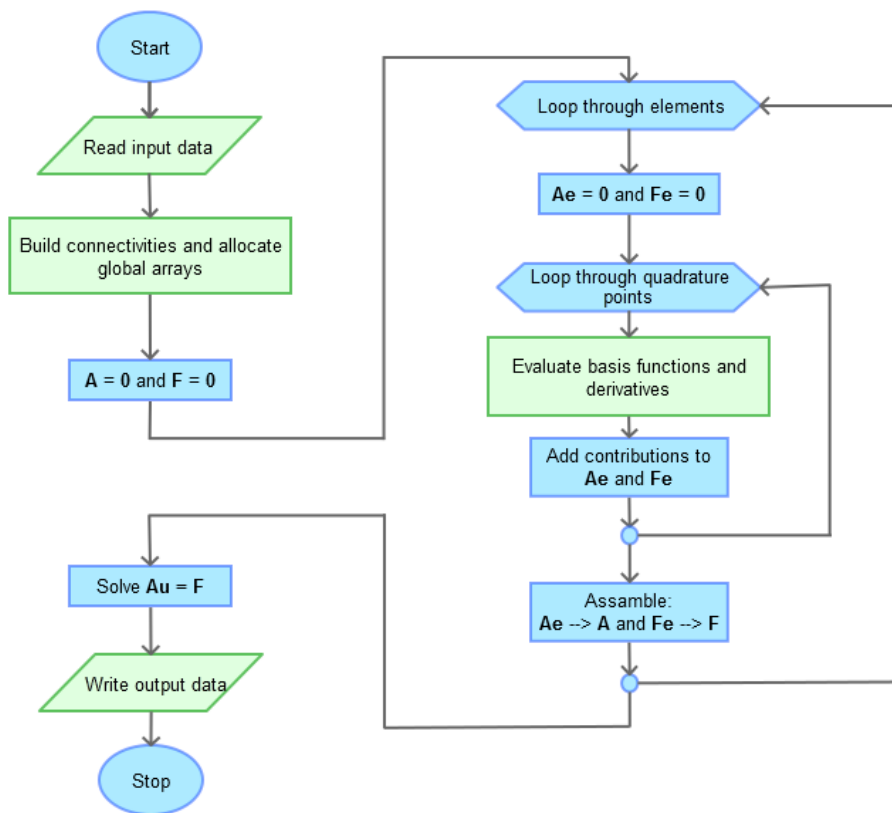 Start
Read input data
Build connectivities and allocate
global arrays
A = 0 and F = 0
Loop through elements
Ae = 0 and Fe = 0
Loop through quadrature
points
Evaluate basis functions and
derivatives
Add contributions to
Ae and Fe
Assamble:
Ae --> A and Fe --> F
Solve Au = F
Write output data
Stop